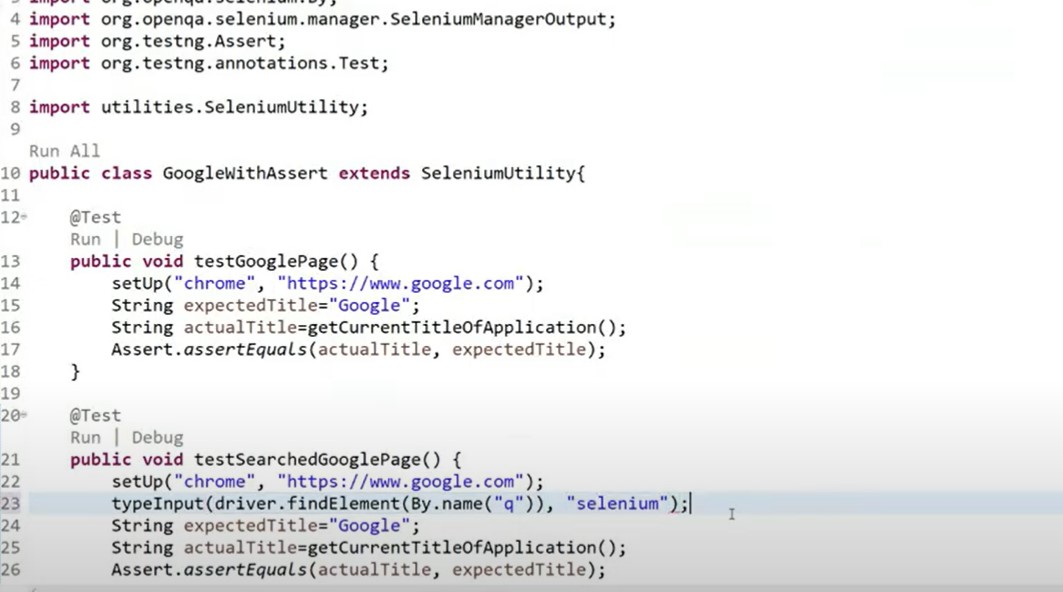 3 import org.openqa.selenium.By;
4 import org.openqa.selenium.manager.SeleniumManagerOutput;
5 import org.testng.Assert;
6 import org.testng.annotations.Test;
7
8 import utilities.SeleniumUtility;
9
Run All
10 public class GoogleWithAssert extends SeleniumUtility{
11
12 @Test
Run | Debug
13 public void testGooglePage() {
14 setUp("chrome", "https://www.google.com");
15 String expectedTitle="Google";
16 String actualTitle=getCurrentTitleOfApplication();
17 Assert.assertEquals(actualTitle, expectedTitle);
18 }
19
20 @Test
Run | Debug
21 public void testSearchedGooglePage() {
22 setUp("chrome", "https://www.google.com");
23 typeInput(driver.findElement(By.name("q")), "selenium");
24 String expectedTitle="Google";
25 String actualTitle=getCurrentTitleOfApplication();
26 Assert.assertEquals(actualTitle, expectedTitle);